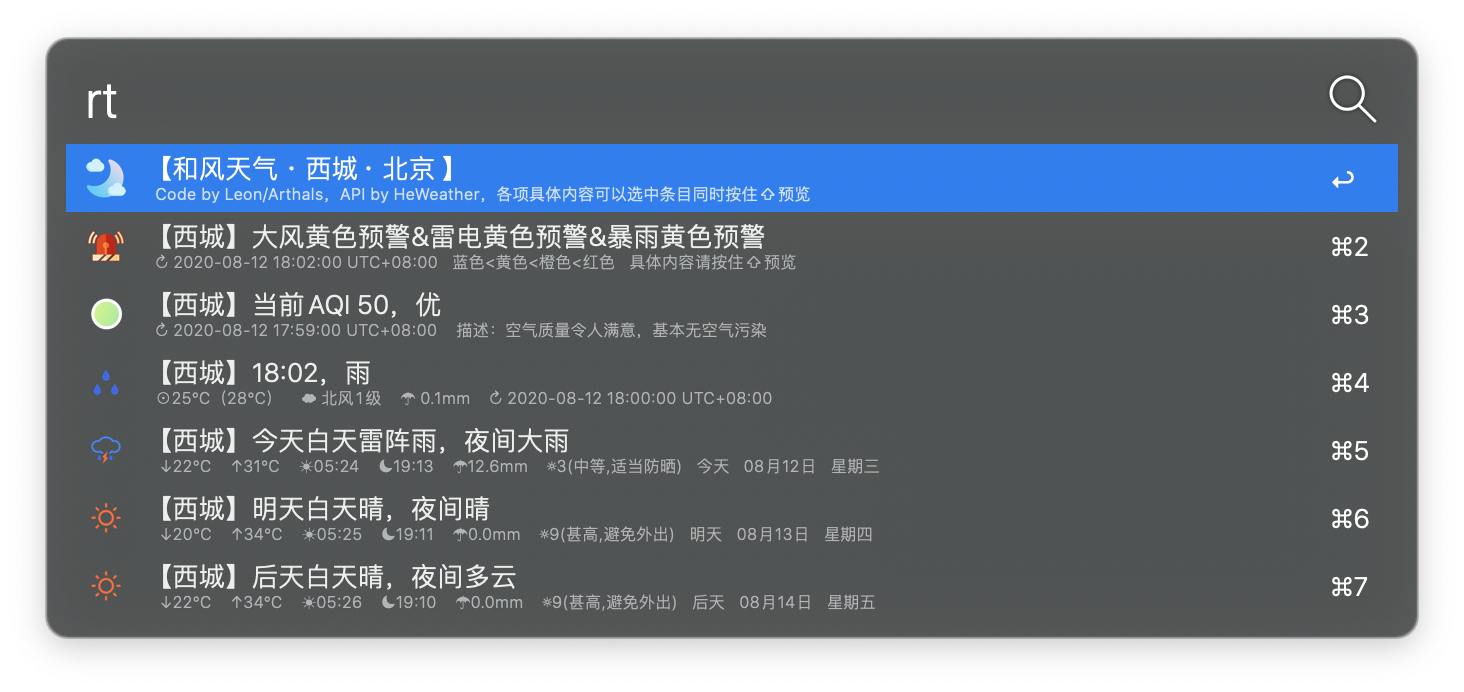 rt
【和风天气 · 西城 · 北京 】
Code by Leon/Arthals，API by HeWeather，各项具体内容可以选中条目同时按住⇧预览
↩
【西城】大风黄色预警&雷电黄色预警&暴雨黄色预警
↻ 2020-08-12 18:02:00 UTC+08:00 蓝色<黄色<橙色<红色 具体内容请按住⇧预览
⌘2
【西城】当前 AQI 50，优
↻ 2020-08-12 17:59:00 UTC+08:00 描述：空气质量令人满意，基本无空气污染
⌘3
【西城】18:02，雨
⊙25°C（28°C） ☁ 北风1级 ☂ 0.1mm ↻ 2020-08-12 18:00:00 UTC+08:00
⌘4
【西城】今天白天雷阵雨，夜间大雨
↓22°C ↑31°C ☀05:24 ☾19:13 ☂12.6mm ☼3(中等,适当防晒) 今天 08月12日 星期三
⌘5
【西城】明天白天晴，夜间晴
↓20°C ↑34°C ☀05:25 ☾19:11 ☂0.0mm ☼9(甚高,避免外出) 明天 08月13日 星期四
⌘6
【西城】后天白天晴，夜间多云
↓22°C ↑34°C ☀05:26 ☾19:10 ☂0.0mm ☼9(甚高,避免外出) 后天 08月14日 星期五
⌘7